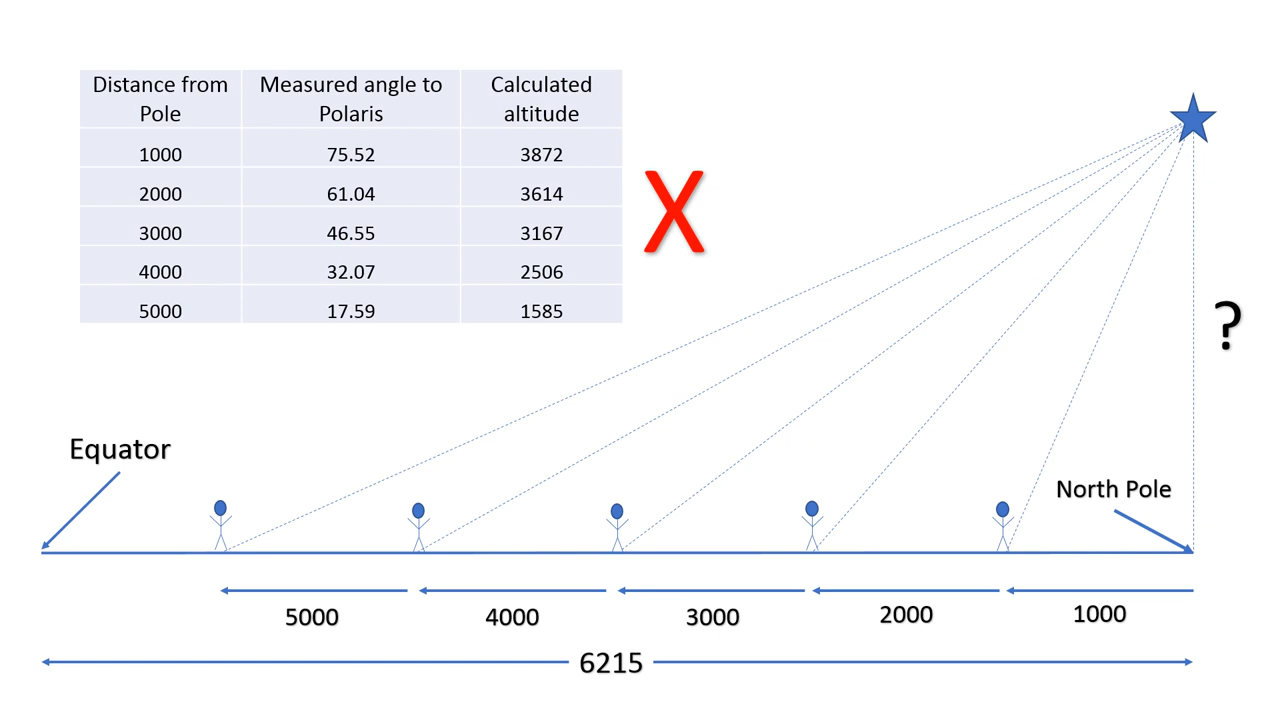 Distance from Pole Measured angle to Polaris Calculated altitude
1000 75.52 3872
2000 61.04 3614
3000 46.55 3167
4000 32.07 2506
5000 17.59 1585
X
?
Equator
North Pole
5000 4000 3000 2000 1000
6215